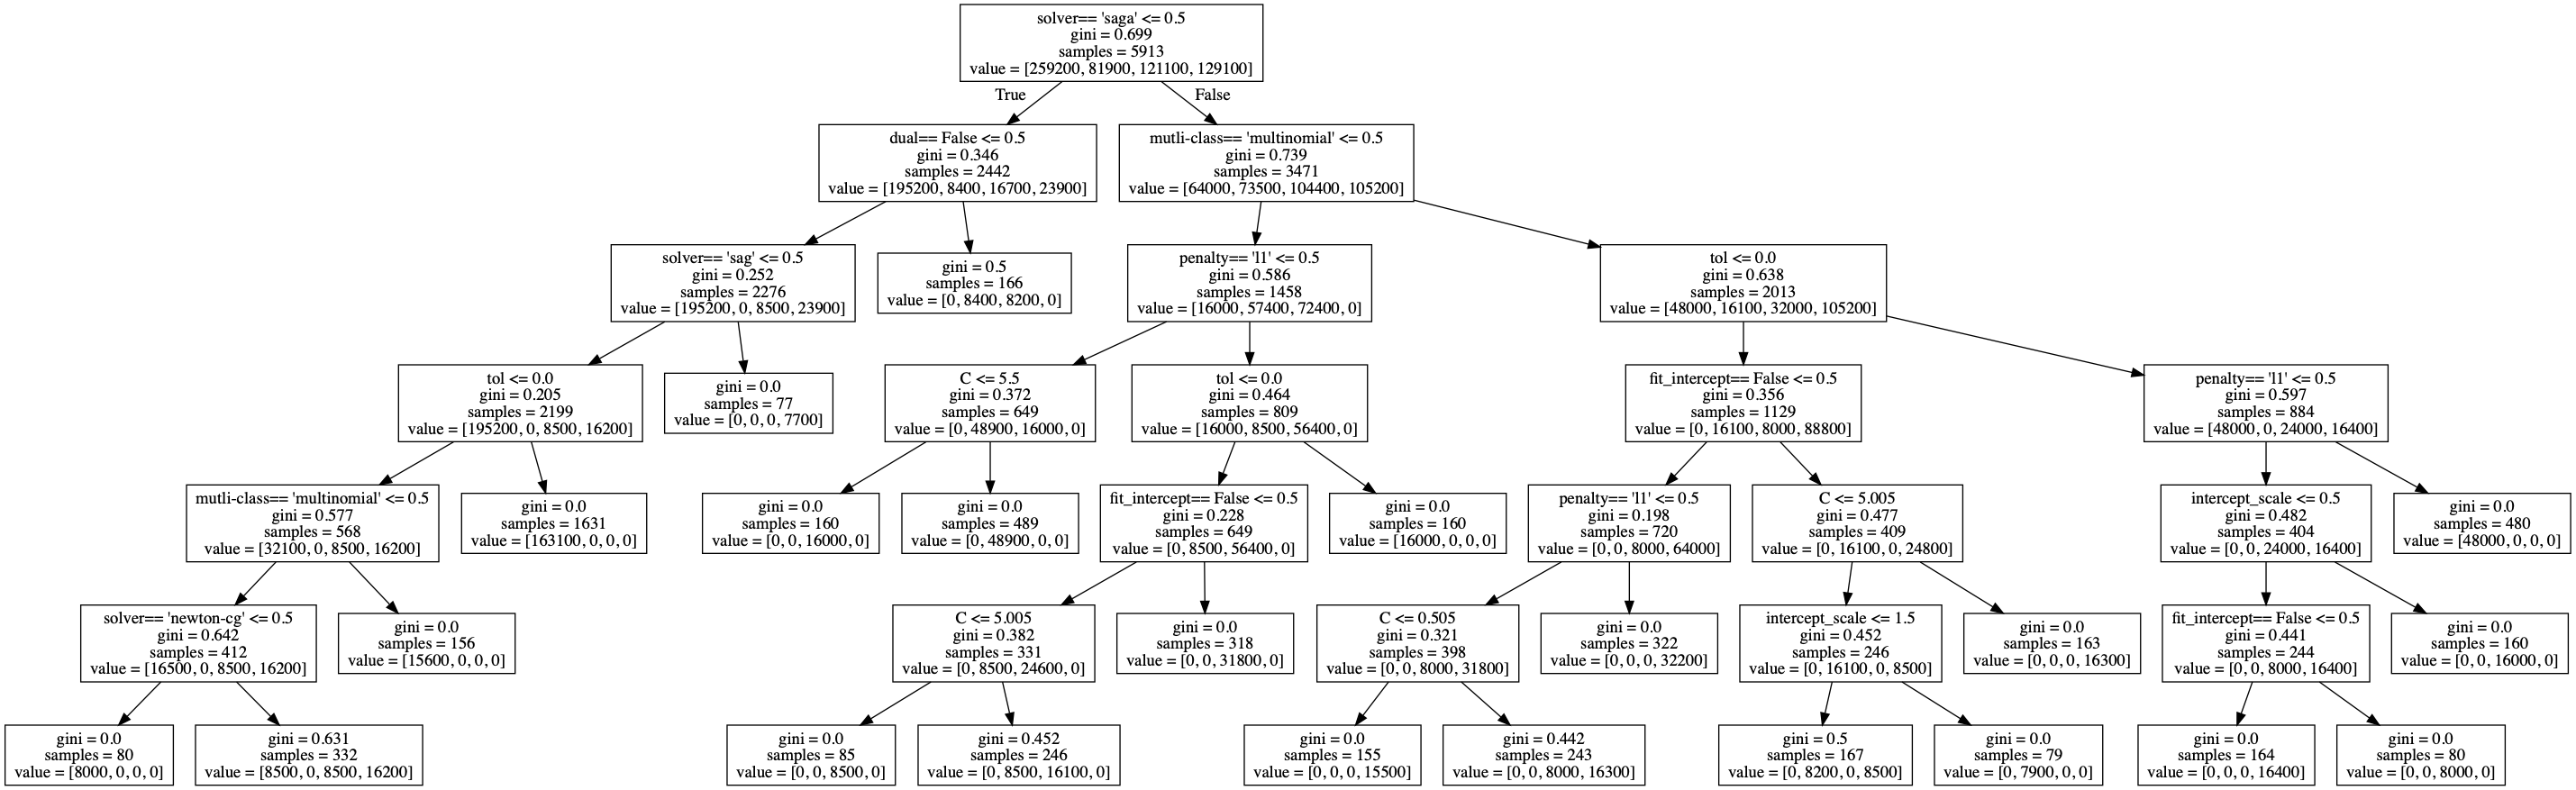 solver== 'saga' <= 0.5
gini = 0.699
samples = 5913
value = [259200, 81900, 121100, 129100]
True
False
dual== False <= 0.5
gini = 0.346
samples = 2442
value = [195200, 8400, 16700, 23900]
mutli-class== 'multinomial' <= 0.5
gini = 0.739
samples = 3471
value = [64000, 73500, 104400, 105200]
solver== 'sag' <= 0.5
gini = 0.252
samples = 2276
value = [195200, 0, 8500, 23900]
gini = 0.5
samples = 166
value = [0, 8400, 8200, 0]
penalty== 'l1' <= 0.5
gini = 0.586
samples = 1458
value = [16000, 57400, 72400, 0]
tol <= 0.0
gini = 0.638
samples = 2013
value = [48000, 16100, 32000, 105200]
tol <= 0.0
gini = 0.205
samples = 2199
value = [195200, 0, 8500, 16200]
gini = 0.0
samples = 77
value = [0, 0, 0, 7700]
C <= 5.5
gini = 0.372
samples = 649
value = [0, 48900, 16000, 0]
tol <= 0.0
gini = 0.464
samples = 809
value = [16000, 8500, 56400, 0]
fit_intercept== False <= 0.5
gini = 0.356
samples = 1129
value = [0, 16100, 8000, 88800]
penalty== 'l1' <= 0.5
gini = 0.597
samples = 884
value = [48000, 0, 24000, 16400]
mutli-class== 'multinomial' <= 0.5
gini = 0.577
samples = 568
value = [32100, 0, 8500, 16200]
gini = 0.0
samples = 1631
value = [163100, 0, 0, 0]
gini = 0.0
samples = 160
value = [0, 0, 16000, 0]
gini = 0.0
samples = 489
value = [0, 48900, 0, 0]
fit_intercept== False <= 0.5
gini = 0.228
samples = 649
value = [0, 8500, 56400, 0]
gini = 0.0
samples = 160
value = [16000, 0, 0, 0]
penalty== 'l1' <= 0.5
gini = 0.198
samples = 720
value = [0, 0, 8000, 64000]
C <= 5.005
gini = 0.477
samples = 409
value = [0, 16100, 0, 24800]
intercept_scale <= 0.5
gini = 0.482
samples = 404
value = [0, 0, 24000, 16400]
gini = 0.0
samples = 480
value = [48000, 0, 0, 0]
solver== 'newton-cg' <= 0.5
gini = 0.642
samples = 412
value = [16500, 0, 8500, 16200]
gini = 0.0
samples = 156
value = [15600, 0, 0, 0]
C <= 5.005
gini = 0.382
samples = 331
value = [0, 8500, 24600, 0]
gini = 0.0
samples = 318
value = [0, 0, 31800, 0]
C <= 0.505
gini = 0.321
samples = 398
value = [0, 0, 8000, 31800]
gini = 0.0
samples = 322
value = [0, 0, 0, 32200]
intercept_scale <= 1.5
gini = 0.452
samples = 246
value = [0, 16100, 0, 8500]
gini = 0.0
samples = 163
value = [0, 0, 0, 16300]
fit_intercept== False <= 0.5
gini = 0.441
samples = 244
value = [0, 0, 8000, 16400]
gini = 0.0
samples = 160
value = [0, 0, 16000, 0]
gini = 0.0
samples = 80
value = [8000, 0, 0, 0]
gini = 0.631
samples = 332
value = [8500, 0, 8500, 16200]
gini = 0.0
samples = 85
value = [0, 0, 8500, 0]
gini = 0.452
samples = 246
value = [0, 8500, 16100, 0]
gini = 0.0
samples = 155
value = [0, 0, 0, 15500]
gini = 0.442
samples = 243
value = [0, 0, 8000, 16300]
gini = 0.5
samples = 167
value = [0, 8200, 0, 8500]
gini = 0.0
samples = 79
value = [0, 7900, 0, 0]
gini = 0.0
samples = 164
value = [0, 0, 0, 16400]
gini = 0.0
samples = 80
value = [0, 0, 8000, 0]